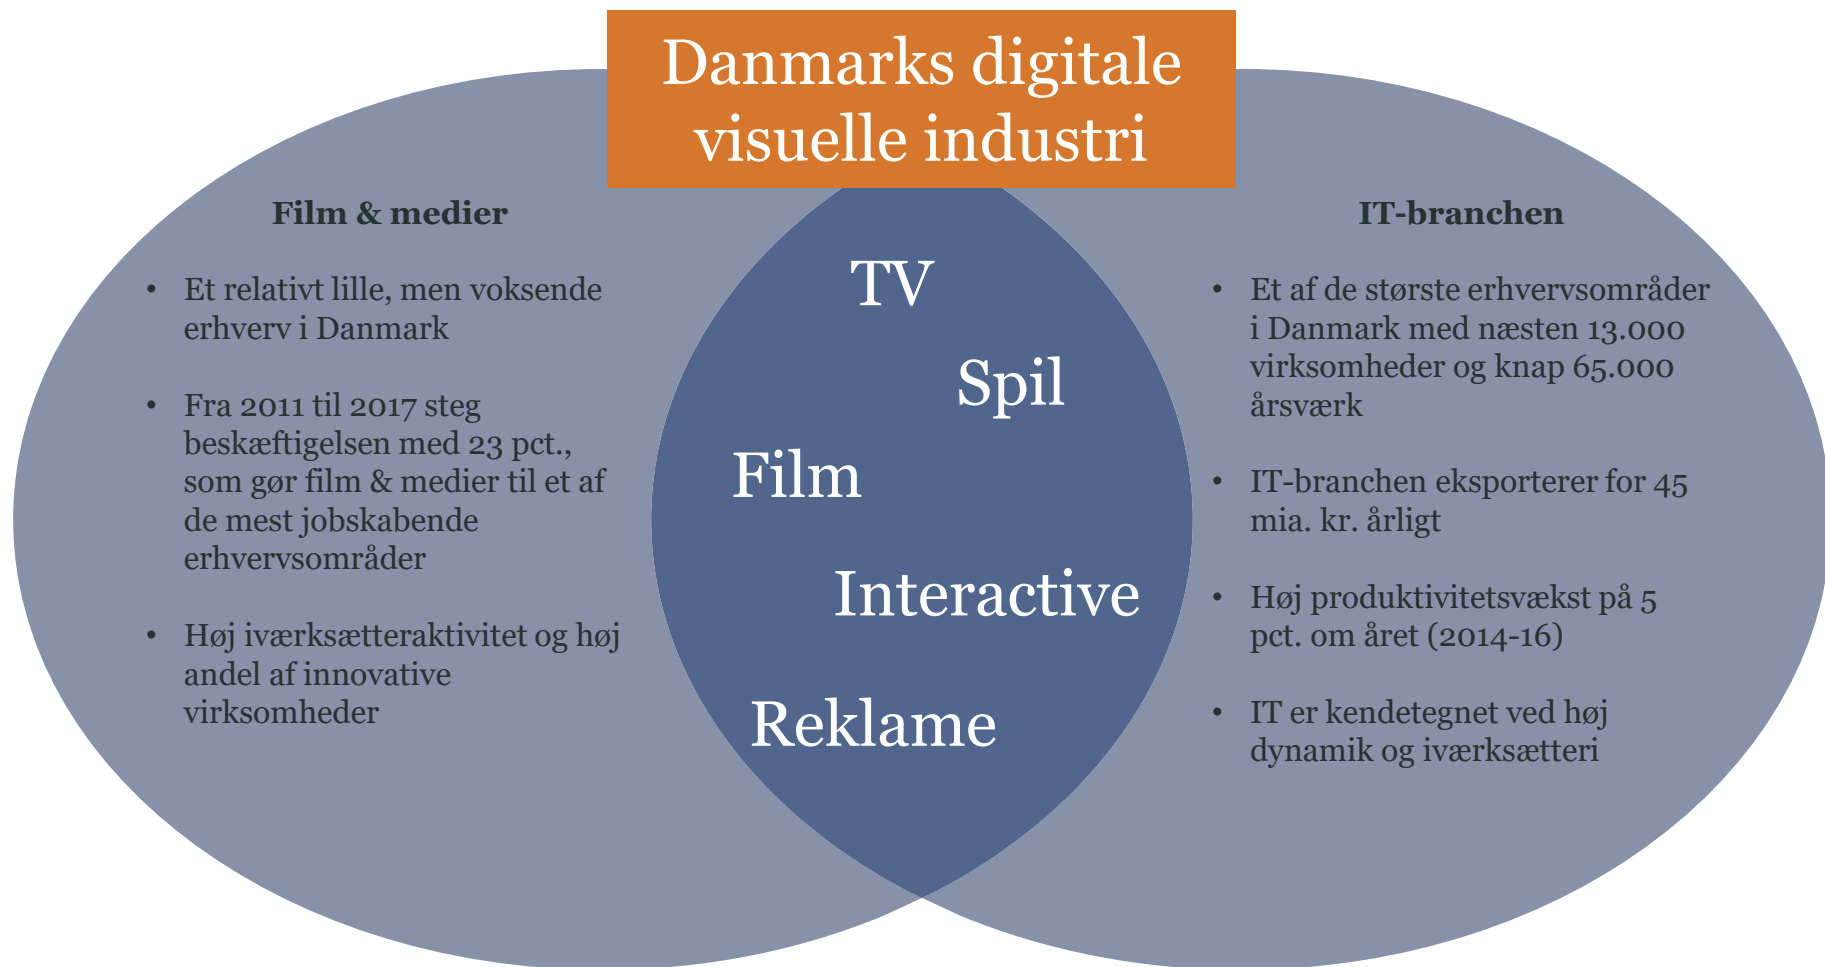 Danmarks digitale
visuelle industri
Film & medier
• Et relativt lille, men voksende
erhverv i Danmark
• Fra 2011 til 2017 steg
beskæftigelsen med 23 pct.,
som gør film & medier til et af
de mest jobskabende
erhvervsområder
• Høj iværksætteraktivitet og høj
andel af innovative
virksomheder
TV
Spil
Film
Interactive
Reklame
IT-branchen
• Et af de største erhvervsområder
i Danmark med næsten 13.000
virksomheder og knap 65.000
årsværk
• IT-branchen eksporterer for 45
mia. kr. årligt
• Høj produktivitetsvækst på 5
pct. om året (2014-16)
• IT er kendetegnet ved høj
dynamik og iværksætteri